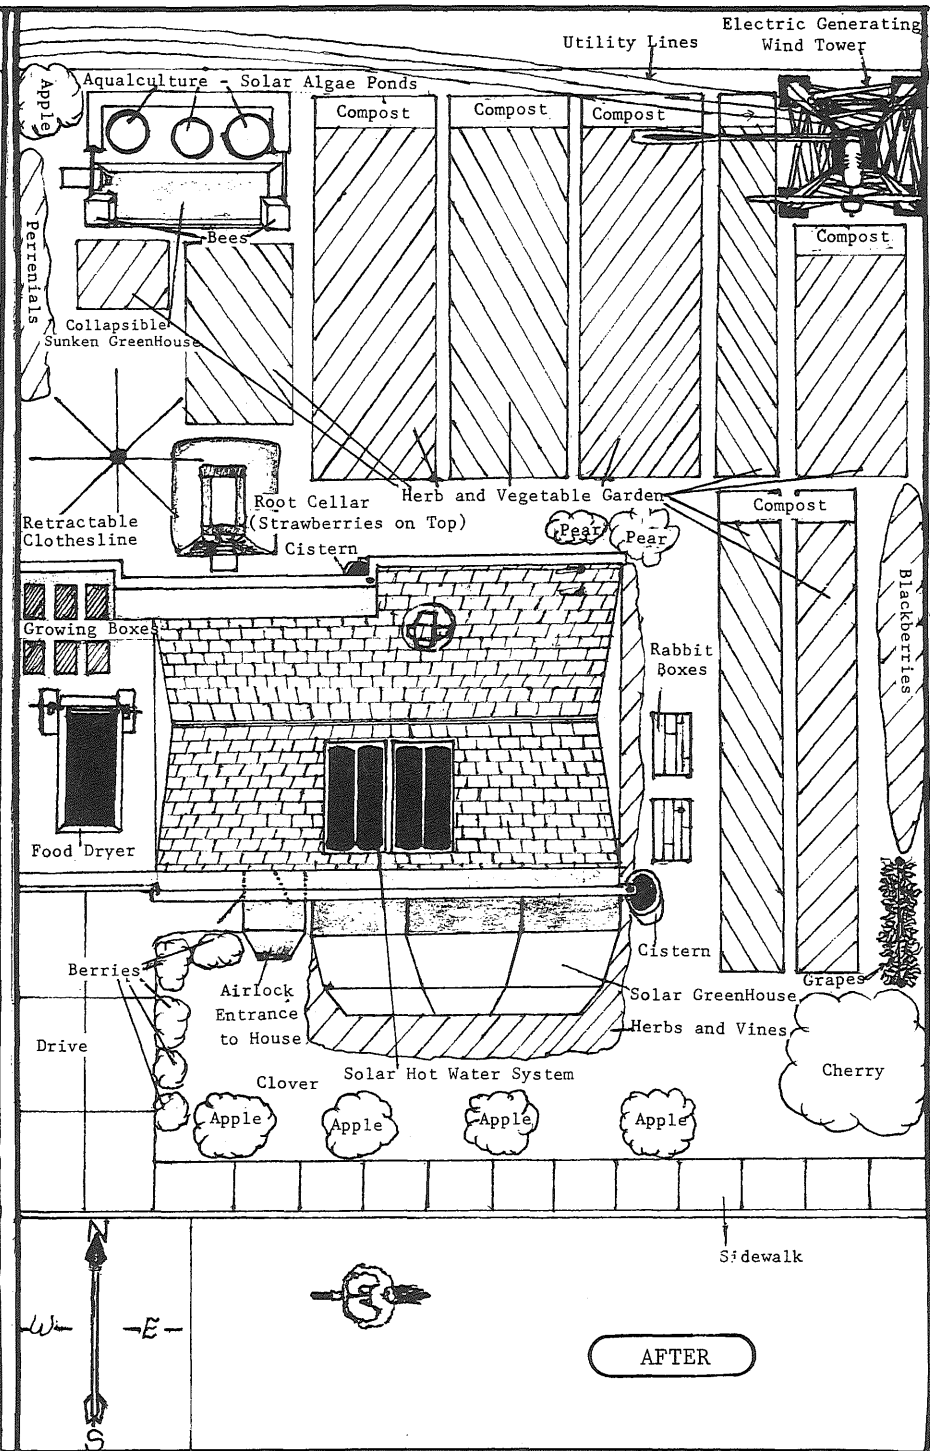 Electric Generating
Wind Tower
Utility Lines
Apple
Aqualculture - Solar Algae Ponds
Compost
Compost
Compost
Perrenials
Bees
Compost
Collapsible
Sunken GreenHouse
Retractable
Clothesline
Root Cellar
(Strawberries on Top)
Herb and Vegetable Garden
Compost
Pear
Pear
Cistern
Blackberries
Growing Boxes
Rabbit
Boxes
Food Dryer
Cistern
Berries
Airlock
Entrance
to House
Grapes
Solar GreenHouse
Herbs and Vines
Drive
Clover
Solar Hot Water System
Cherry
Apple
Apple
Apple
Apple
Sidewalk
N
W
E
S
AFTER